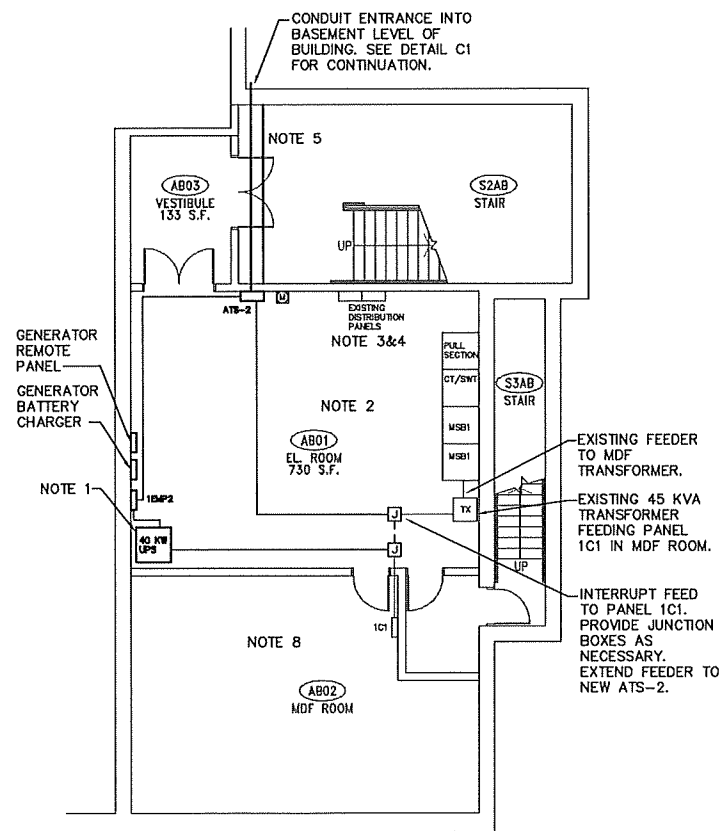 CONDUIT ENTRANCE INTO
BASEMENT LEVEL OF
BUILDING. SEE DETAIL C1
FOR CONTINUATION.
NOTE 5
AB03
VESTIBULE
133 S.F.
S2AB
STAIR
UP
ATS-2
M
EXISTING
DISTRIBUTION
PANELS
NOTE 3&4
GENERATOR
REMOTE
PANEL
GENERATOR
BATTERY
CHARGER
NOTE 1
1EMP2
40 KW
UPS
NOTE 2
AB01
EL. ROOM
730 S.F.
PULL
SECTION
CT/SWT
MSB1
MSB1
TX
S3AB
STAIR
UP
J
J
EXISTING FEEDER
TO MDF
TRANSFORMER.
EXISTING 45 KVA
TRANSFORMER
FEEDING PANEL
1C1 IN MDF ROOM.
INTERRUPT FEED
TO PANEL 1C1.
PROVIDE JUNCTION
BOXES AS
NECESSARY.
EXTEND FEEDER TO
NEW ATS-2.
1C1
NOTE 8
AB02
MDF ROOM